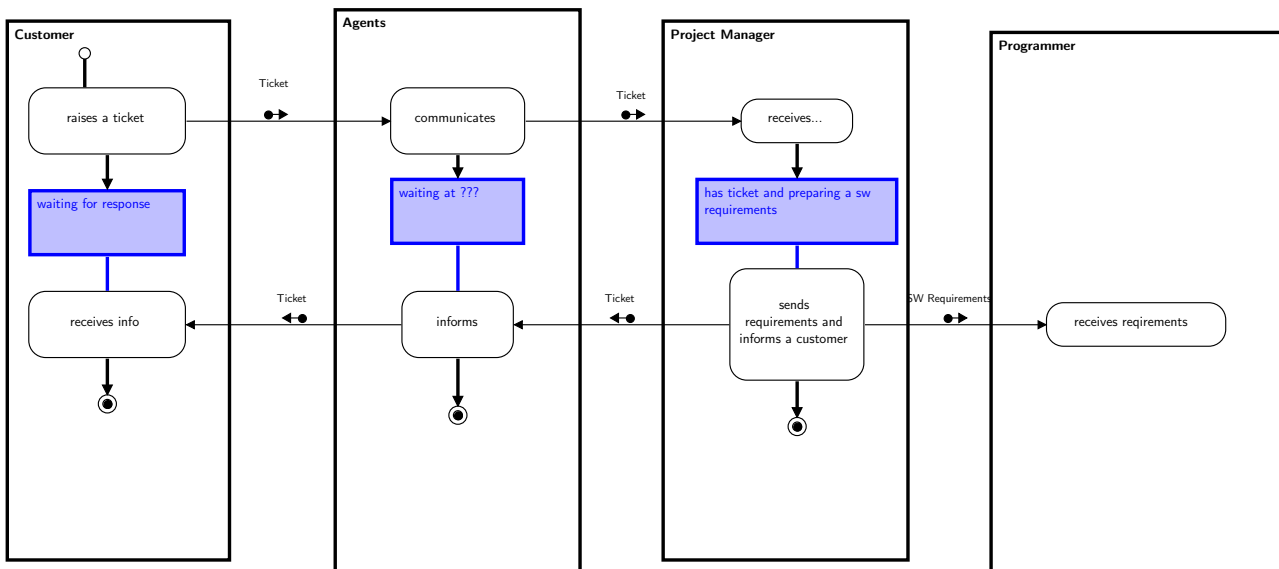 Customer
Agents
Project Manager
Programmer
Ticket
Ticket
raises a ticket
communicates
receives...
waiting for response
waiting at ???
has ticket and preparing a sw
requirements
Ticket
Ticket
SW Requirements
receives info
informs
sends
requirements and
informs a customer
receives reqirements